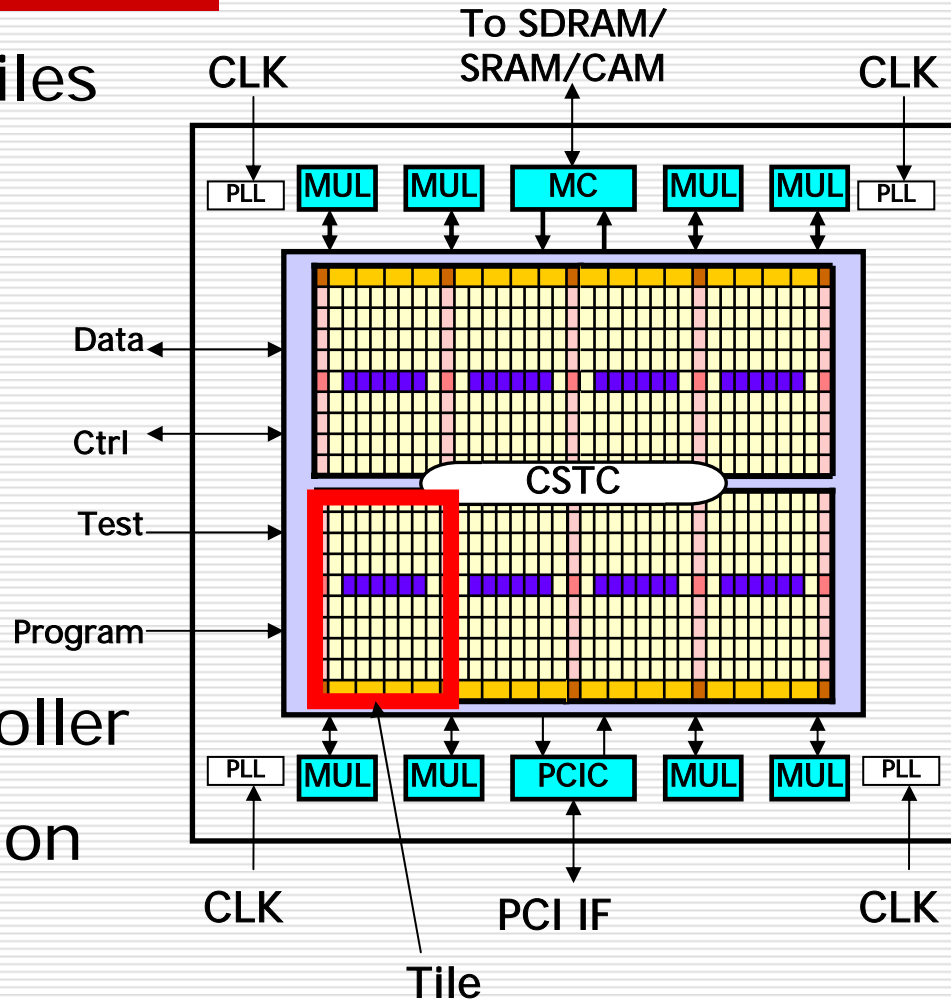 To SDRAM/
SRAM/CAM
iles
CLK
CLK
PLL
MUL
MUL
MC
MUL
MUL
PLL
Data
Ctrl
CSTC
Test
Program
oller
PLL
MUL
MUL
PCIC
MUL
MUL
PLL
on
CLK
PCI IF
CLK
Tile